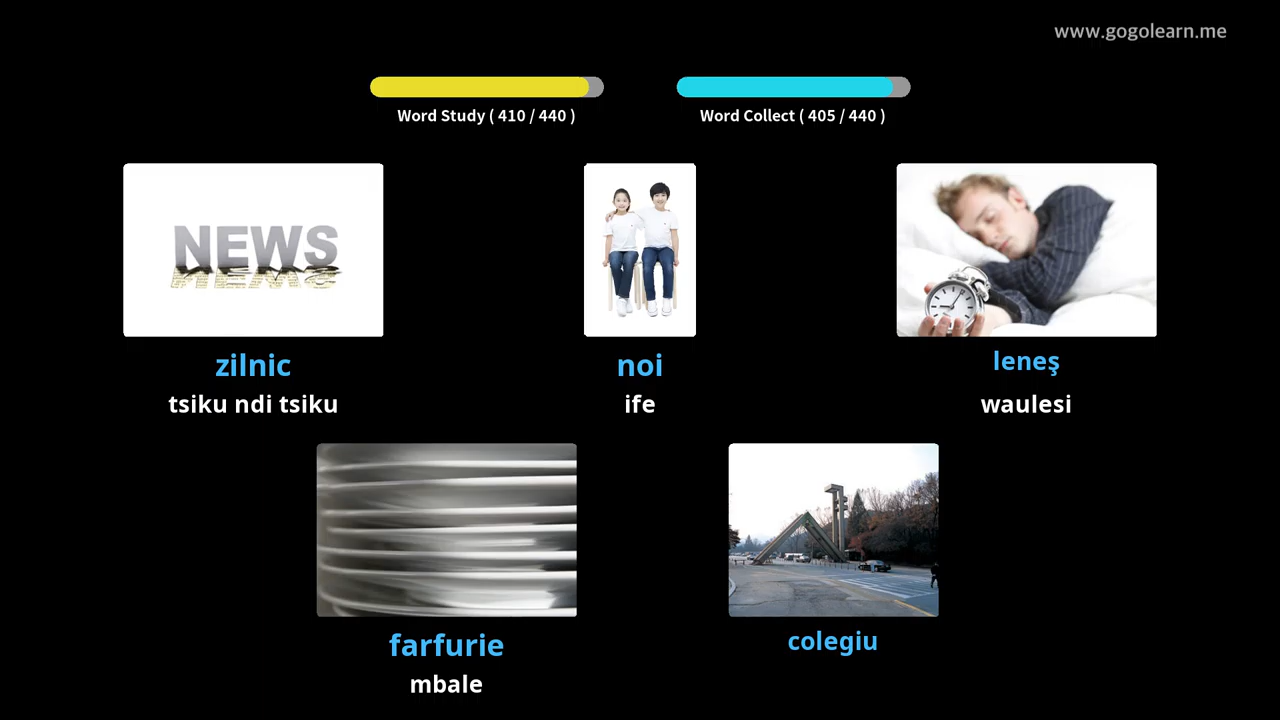 www.gogolearn.me
Word Study ( 410 / 440 )
Word Collect ( 405 / 440 )
NEWS
zilnic
tsiku ndi tsiku
noi
ife
leneş
waulesi
farfurie
mbale
colegiu